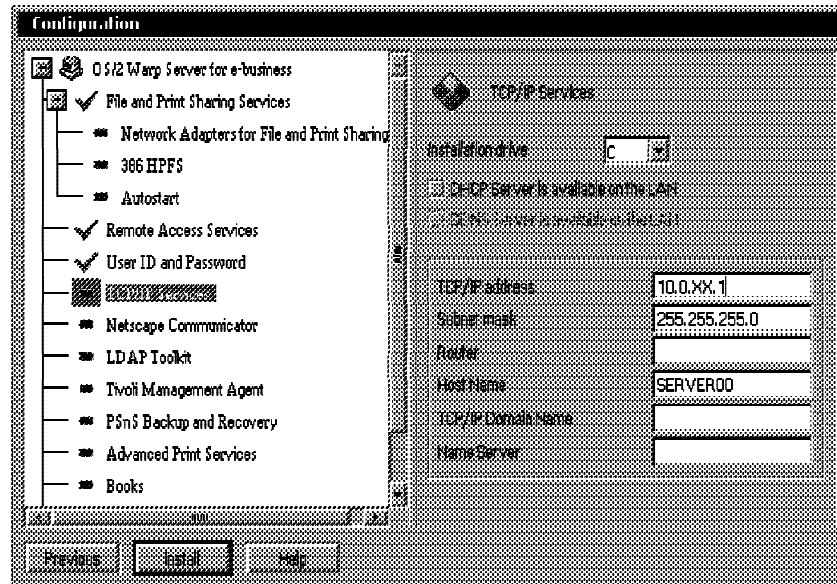 Configuration
OS/2 Warp Server for e-business
File and Print Sharing Services
Network Adapters for File and Print Sharing
386 HPFS
Autostart
Remote Access Services
User ID and Password
TCP/IP Services
Netscape Communicator
LDAP Toolkit
Tivoli Management Agent
PSnS Backup and Recovery
Advanced Print Services
Books
TCP/IP Services
Installation drive
C
DHCP Server is available on the LAN
TCP/IP address
10.0.XX.1
Subnet mask
255.255.255.0
Router
Host Name
SERVER00
TCP/IP Domain Name
Name Server
Previous
Install
Help